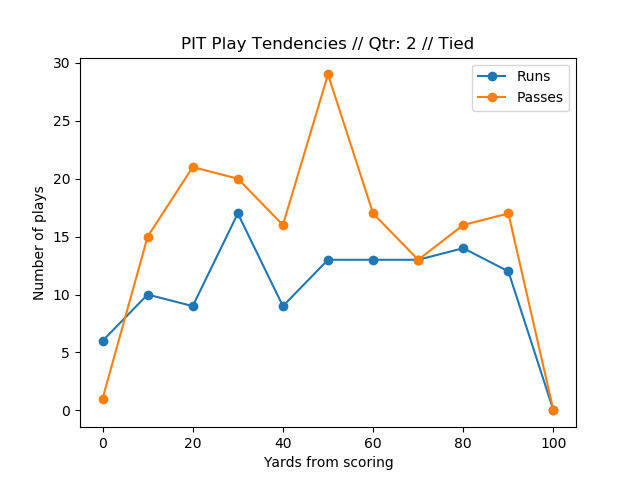 PIT Play Tendencies // Qtr: 2 // Tied
Runs
Passes
30
25
20
15
10
5
0
Number of plays
0 20 40 60 80 100
Yards from scoring